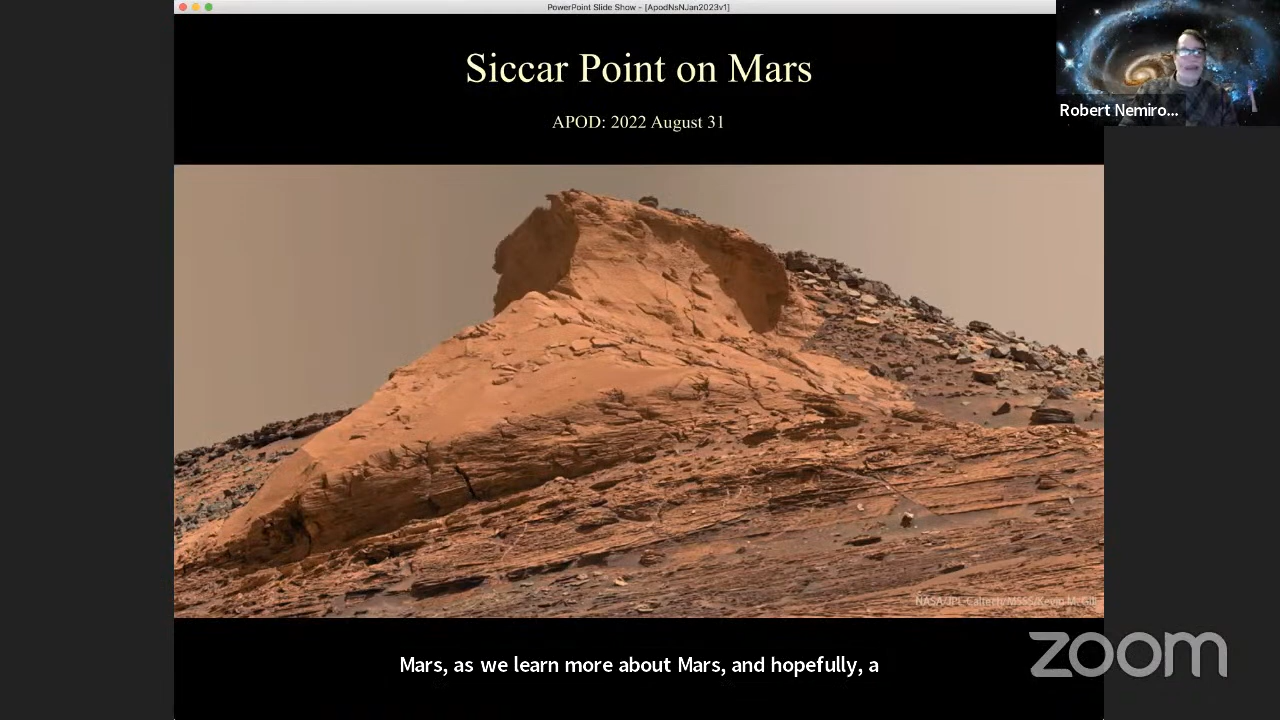 PowerPoint Slide Show - [ApodNsNJan2023v1]
Siccar Point on Mars
APOD: 2022 August 31
Robert Nemiro...
NASA/JPL-Caltech/MSSS/Kevin M. Gill
Mars, as we learn more about Mars, and hopefully, a
zoom